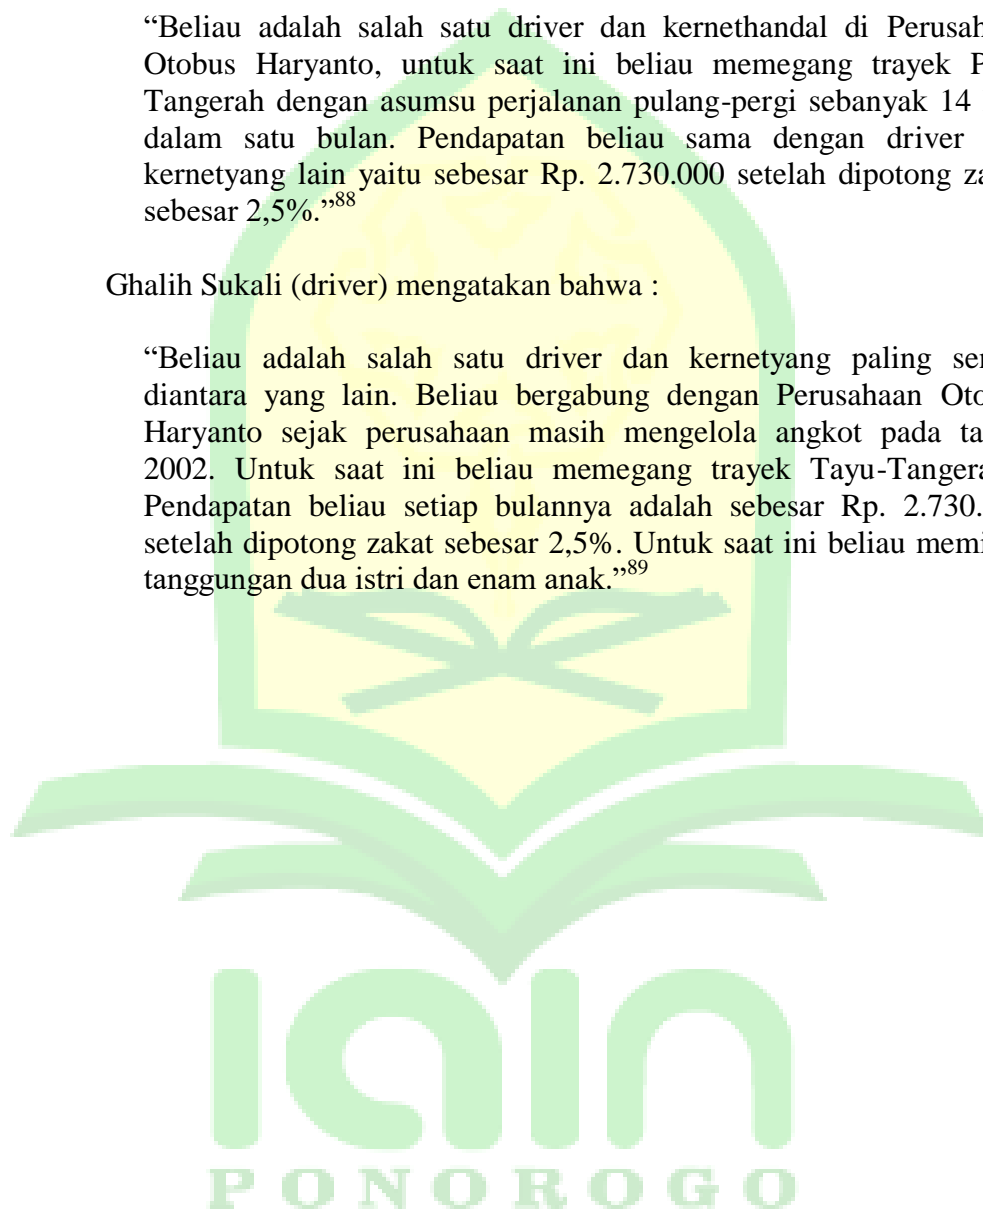 “Beliau adalah salah satu driver dan kernethandal di Perusah
Otobus Haryanto, untuk saat ini beliau memegang trayek P
Tangerah dengan asumsu perjalanan pulang-pergi sebanyak 14
dalam satu bulan. Pendapatan beliau sama dengan driver
kernetyang lain yaitu sebesar Rp. 2.730.000 setelah dipotong za
sebesar 2,5%.”88
Ghalih Sukali (driver) mengatakan bahwa :
“Beliau adalah salah satu driver dan kernetyang paling ser
diantara yang lain. Beliau bergabung dengan Perusahaan Oto
Haryanto sejak perusahaan masih mengelola angkot pada ta
2002. Untuk saat ini beliau memegang trayek Tayu-Tangera
Pendapatan beliau setiap bulannya adalah sebesar Rp. 2.730.
setelah dipotong zakat sebesar 2,5%. Untuk saat ini beliau memi
tanggungan dua istri dan enam anak.”89
iain
PONOROGO